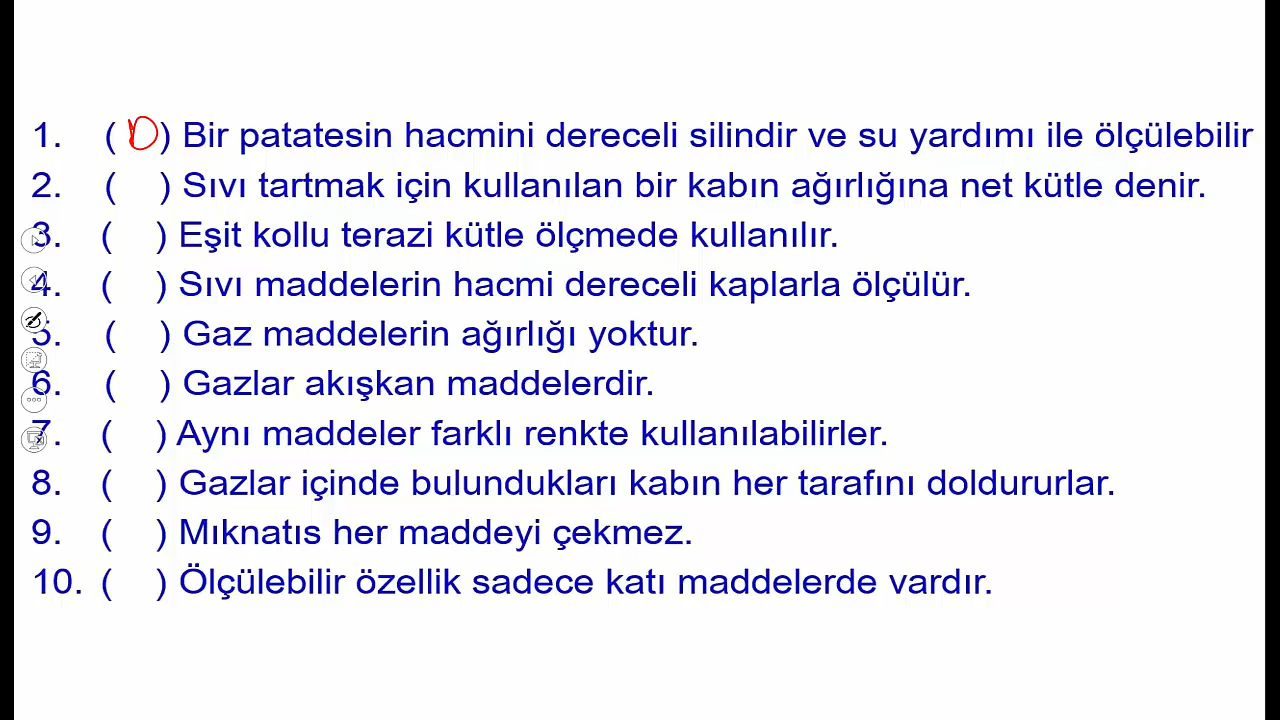 1. ( D ) Bir patatesin hacmini dereceli silindir ve su yardımı ile ölçülebilir
2. ( ) Sıvı tartmak için kullanılan bir kabın ağırlığına net kütle denir.
3. ( ) Eşit kollu terazi kütle ölçmede kullanılır.
4. ( ) Sıvı maddelerin hacmi dereceli kaplarla ölçülür.
5. ( ) Gaz maddelerin ağırlığı yoktur.
6. ( ) Gazlar akışkan maddelerdir.
7. ( ) Aynı maddeler farklı renkte kullanılabilirler.
8. ( ) Gazlar içinde bulundukları kabın her tarafını doldururlar.
9. ( ) Mıknatıs her maddeyi çekmez.
10. ( ) Ölçülebilir özellik sadece katı maddelerde vardır.